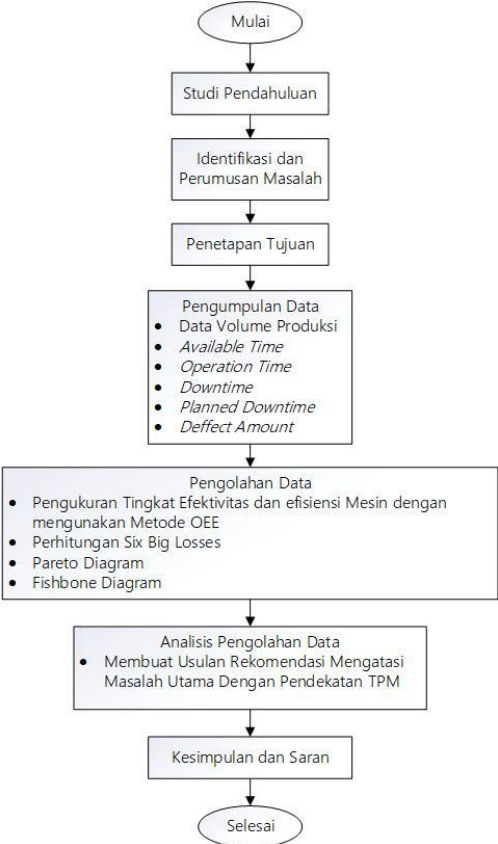 Mulai
Studi Pendahuluan
Identifikasi dan
Perumusan Masalah
Penetapan Tujuan
Pengumpulan Data
• Data Volume Produksi
• Available Time
• Operation Time
• Downtime
• Planned Downtime
• Deffect Amount
Pengolahan Data
• Pengukuran Tingkat Efektivitas dan efisiensi Mesin dengan
mengunakan Metode OEE
• Perhitungan Six Big Losses
• Pareto Diagram
• Fishbone Diagram
Analisis Pengolahan Data
• Membuat Usulan Rekomendasi Mengatasi
Masalah Utama Dengan Pendekatan TPM
Kesimpulan dan Saran
Selesai